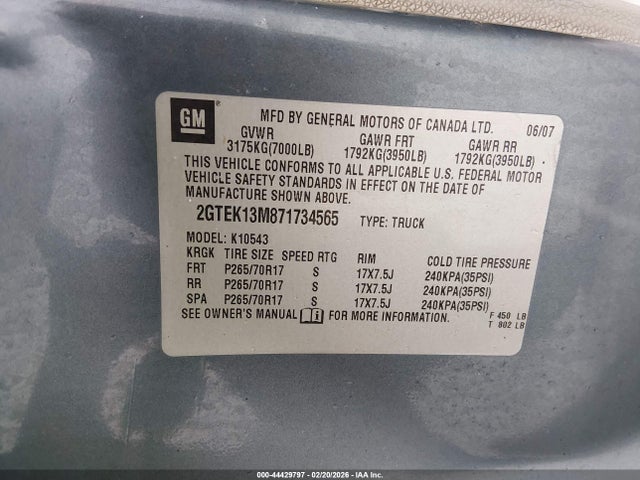 GM
MFD BY GENERAL MOTORS OF CANADA LTD. 06/07
GVWR GAWR FRT GAWR RR
3175KG(7000LB) 1792KG(3950LB) 1792KG(3950LB)
THIS VEHICLE CONFORMS TO ALL APPLICABLE U.S. FEDERAL MOTOR
VEHICLE SAFETY STANDARDS IN EFFECT ON THE DATE OF
MANUFACTURE SHOWN ABOVE.
2GTEK13M871734565 TYPE: TRUCK
MODEL: K10543
KRGK TIRE SIZE SPEED RTG RIM COLD TIRE PRESSURE
FRT P265/70R17 S 17X7.5J 240KPA(35PSI)
RR P265/70R17 S 17X7.5J 240KPA(35PSI)
SPA P265/70R17 S 17X7.5J 240KPA(35PSI)
SEE OWNER'S MANUAL i FOR MORE INFORMATION.
F 450 LB
T 802 LB
000-44429797 - 02/20/2026 - IAA Inc.